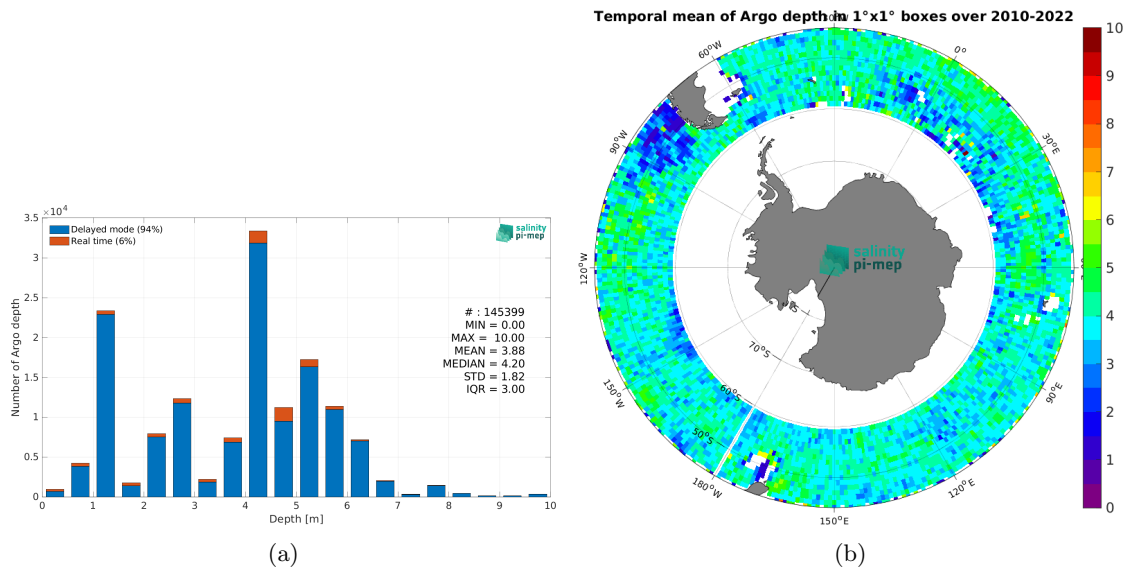 ×10⁴
3.5
3
2.5
2
1.5
1
0.5
0
Number of Argo depth
Delayed mode (94%)
Real time (6%)
salinity
pi-mep
# : 145399
MIN = 0.00
MAX = 10.00
MEAN = 3.88
MEDIAN = 4.20
STD = 1.82
IQR = 3.00
0 1 2 3 4 5 6 7 8 9 10
Depth [m]
(a)
Temporal mean of Argo depth in 1°x1° boxes over 2010-2022
60°W
0°
90°W
30°E
120°W
150°W
90°E
180°W
120°E
150°E
70°S
60°S
50°S
salinity
pi-mep
10
9
8
7
6
5
4
3
2
1
0
(b)